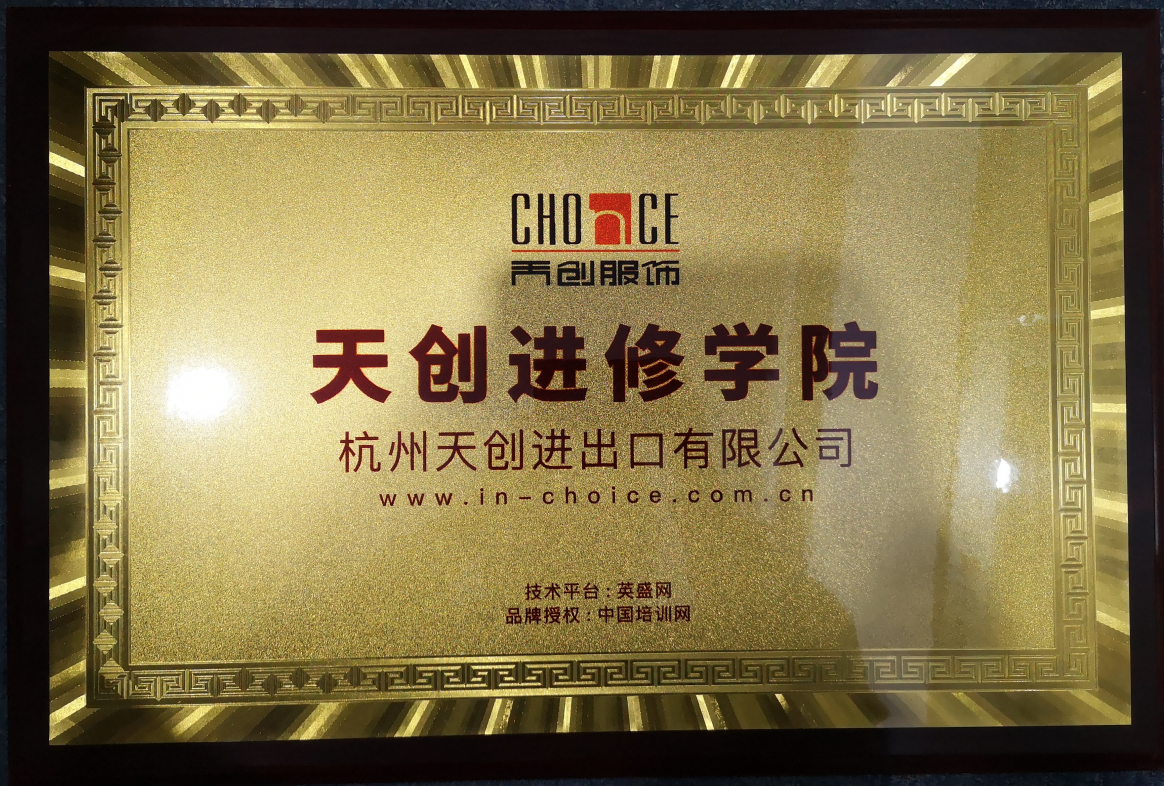 CHOICE
天创服饰
天创进修学院
杭州天创进出口有限公司
www.in-choice.com.cn
技术平台：英盛网
品牌授权：中国培训网